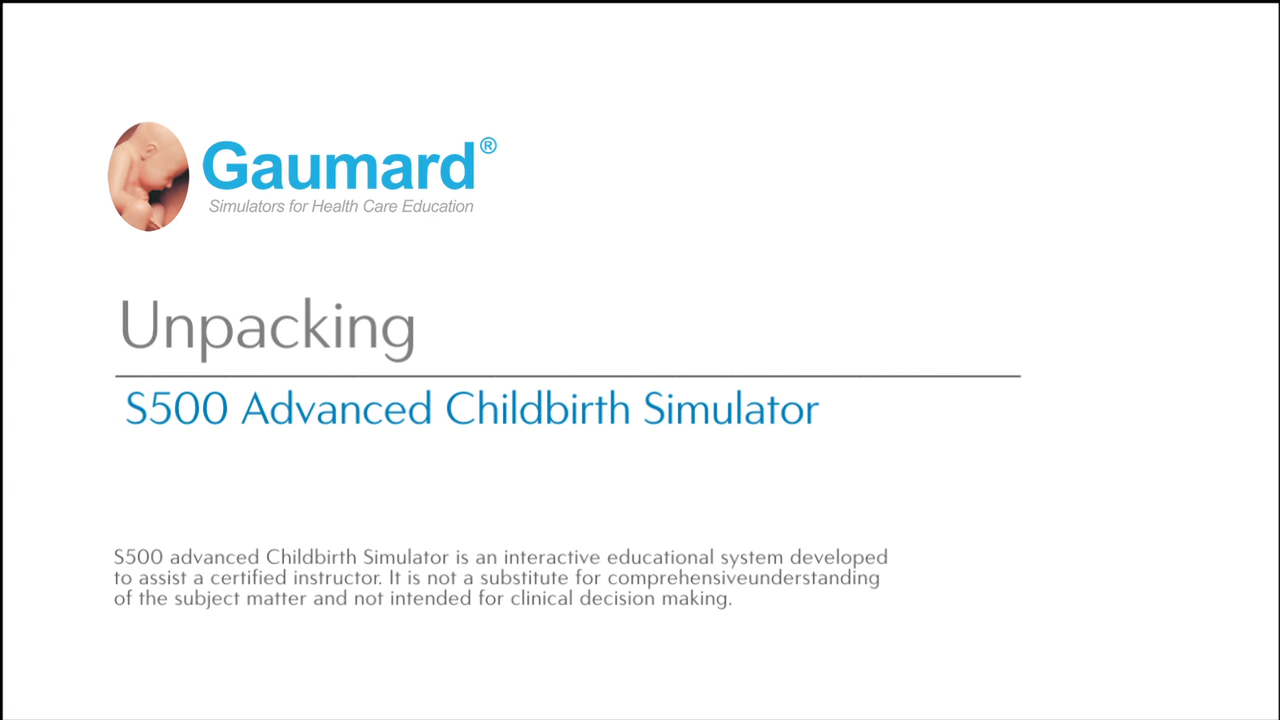 Gaumard®
Simulators for Health Care Education
Unpacking
S500 Advanced Childbirth Simulator
S500 advanced Childbirth Simulator is an interactive educational system developed
to assist a certified instructor. It is not a substitute for comprehensiveunderstanding
of the subject matter and not intended for clinical decision making.